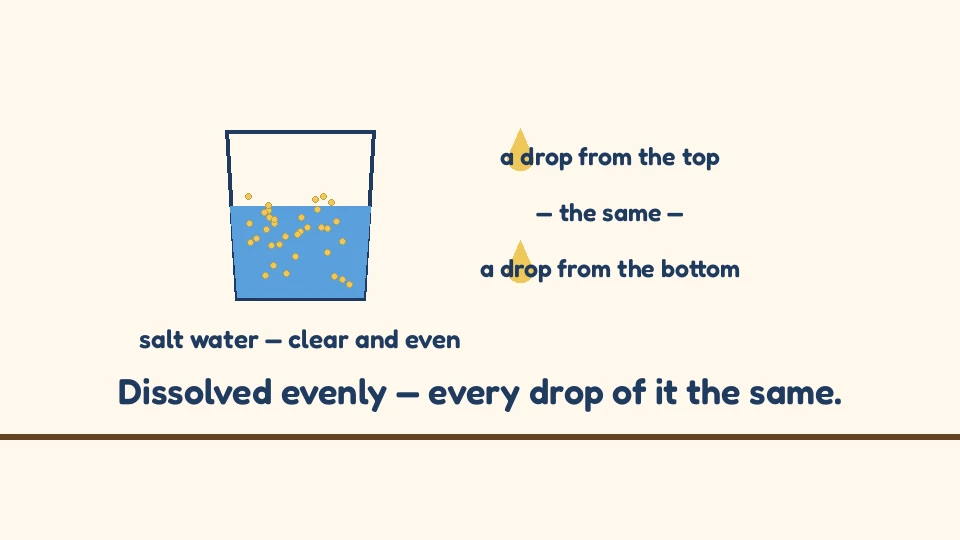 a drop from the top
— the same —
a drop from the bottom
salt water — clear and even
Dissolved evenly — every drop of it the same.